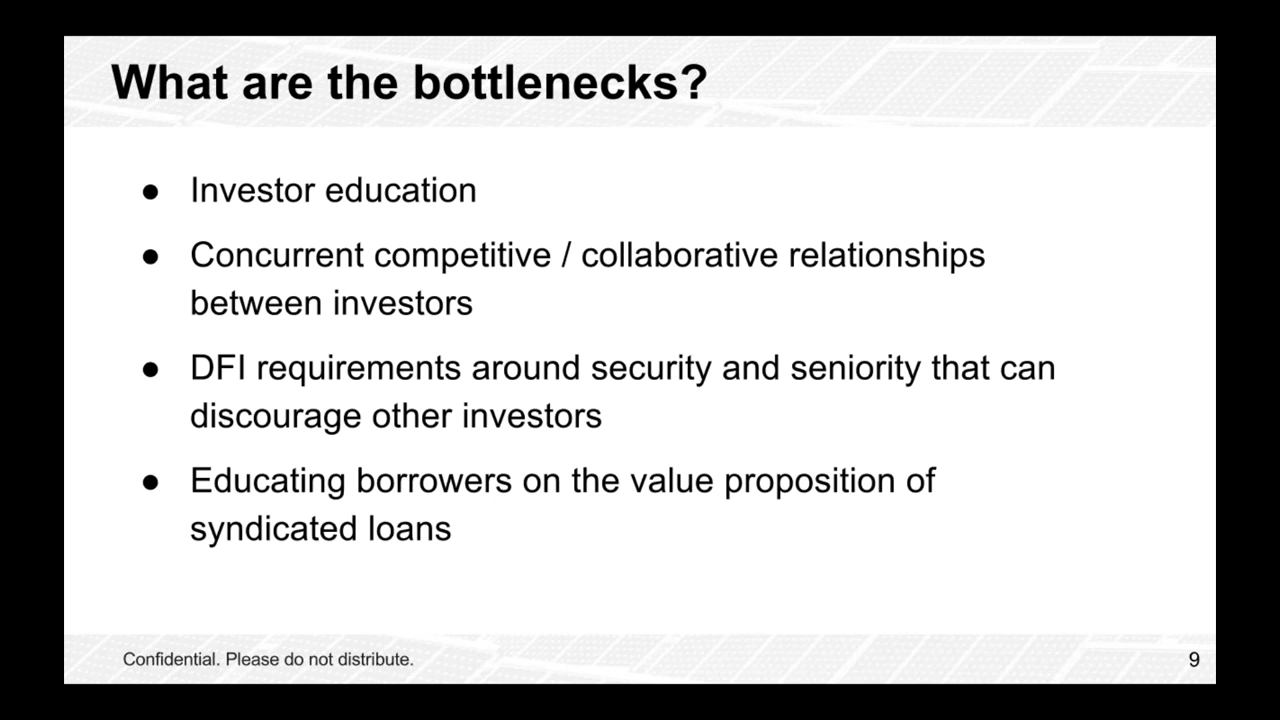 What are the bottlenecks?
● Investor education
● Concurrent competitive / collaborative relationships
between investors
● DFI requirements around security and seniority that can
discourage other investors
● Educating borrowers on the value proposition of
syndicated loans
Confidential. Please do not distribute.
9